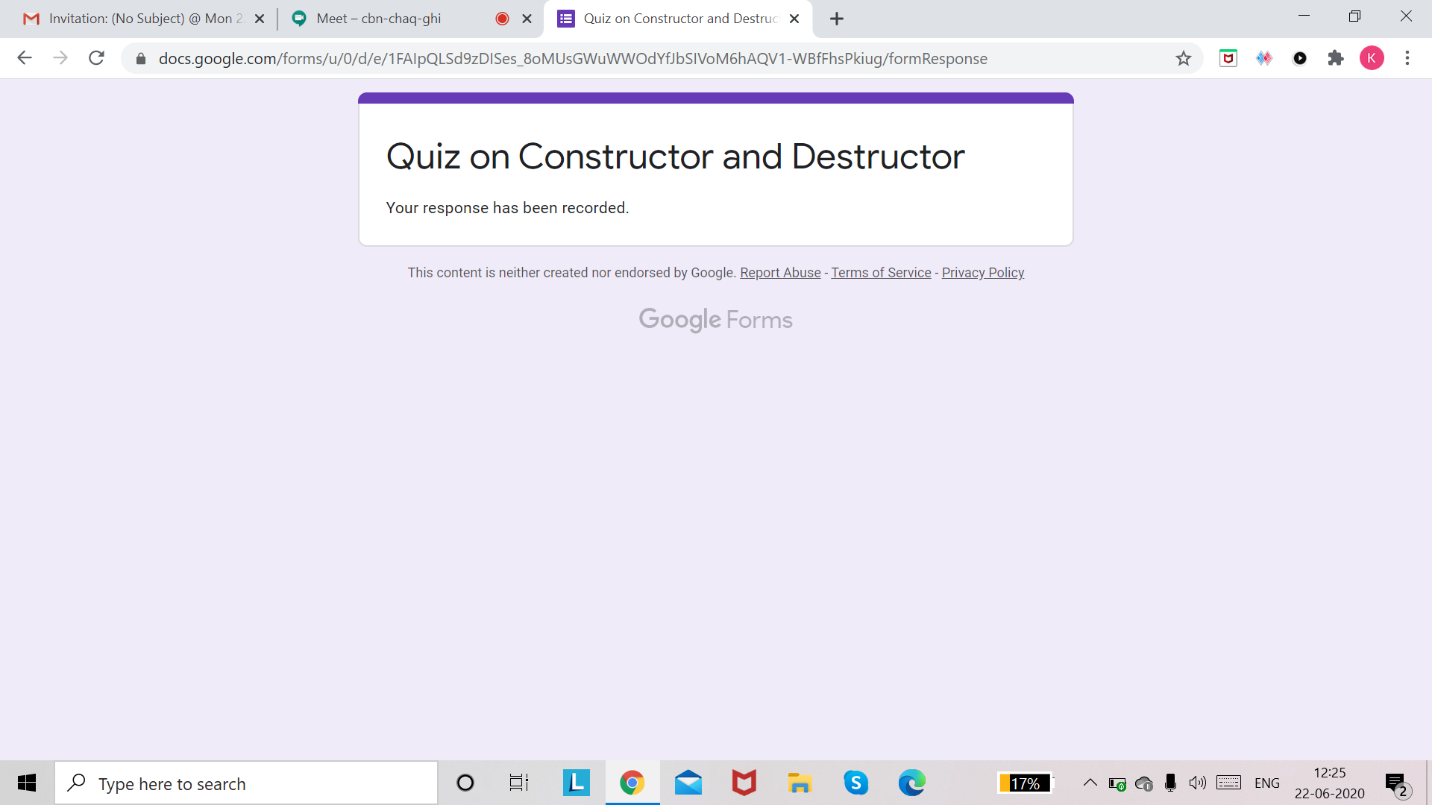 Invitation: (No Subject) @ Mon 2
Meet – cbn-chaq-ghi
Quiz on Constructor and Destruc
docs.google.com/forms/u/0/d/e/1FAIpQLSd9zDISes_8oMUsGWuWWOdYfJbSIVoM6hAQV1-WBfFhsPkiug/formResponse
K
Quiz on Constructor and Destructor
Your response has been recorded.
This content is neither created nor endorsed by Google. Report Abuse - Terms of Service - Privacy Policy
Google Forms
Type here to search
L
S
17%
ENG
12:25
22-06-2020
2